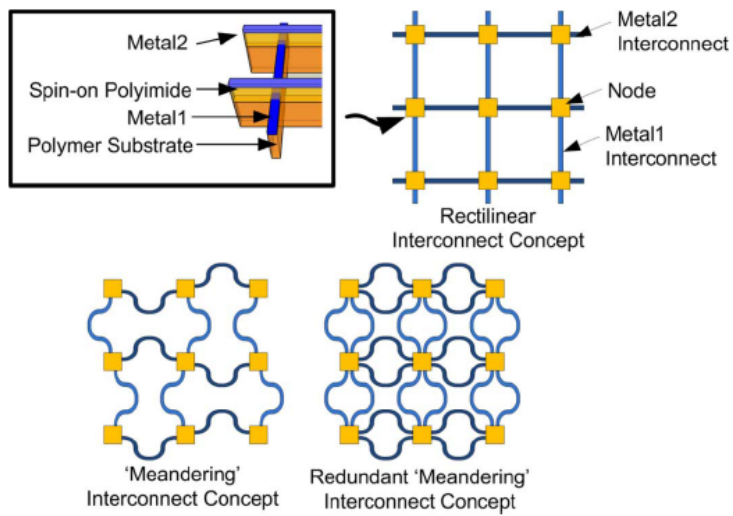 Metal2
Spin-on Polyimide
Metal1
Polymer Substrate
Metal2
Interconnect
Node
Metal1
Interconnect
Rectilinear
Interconnect Concept
'Meandering'
Interconnect Concept
Redundant 'Meandering'
Interconnect Concept